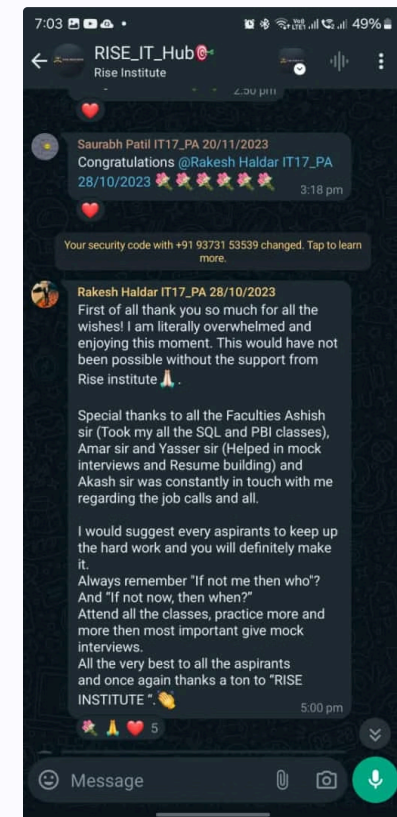 7:03 49%
RISE_IT_Hub🎯
Rise Institute
2:50 pm
❤️
Saurabh Patil IT17_PA 20/11/2023
Congratulations @Rakesh Haldar IT17_PA
28/10/2023 💐💐💐💐💐💐
3:18 pm
❤️
Your security code with +91 93731 53539 changed. Tap to learn
more.
Rakesh Haldar IT17_PA 28/10/2023
First of all thank you so much for all the
wishes! I am literally overwhelmed and
enjoying this moment. This would have not
been possible without the support from
Rise institute🙏🏻.
Special thanks to all the Faculties Ashish
sir (Took my all the SQL and PBI classes),
Amar sir and Yasser sir (Helped in mock
interviews and Resume building) and
Akash sir was constantly in touch with me
regarding the job calls and all.
I would suggest every aspirants to keep up
the hard work and you will definitely make
it.
Always remember "If not me then who"?
And "If not now, then when?"
Attend all the classes, practice more and
more then most important give mock
interviews.
All the very best to all the aspirants
and once again thanks a ton to “RISE
INSTITUTE “.👏
5:00 pm
💐🙏❤️ 5
Message